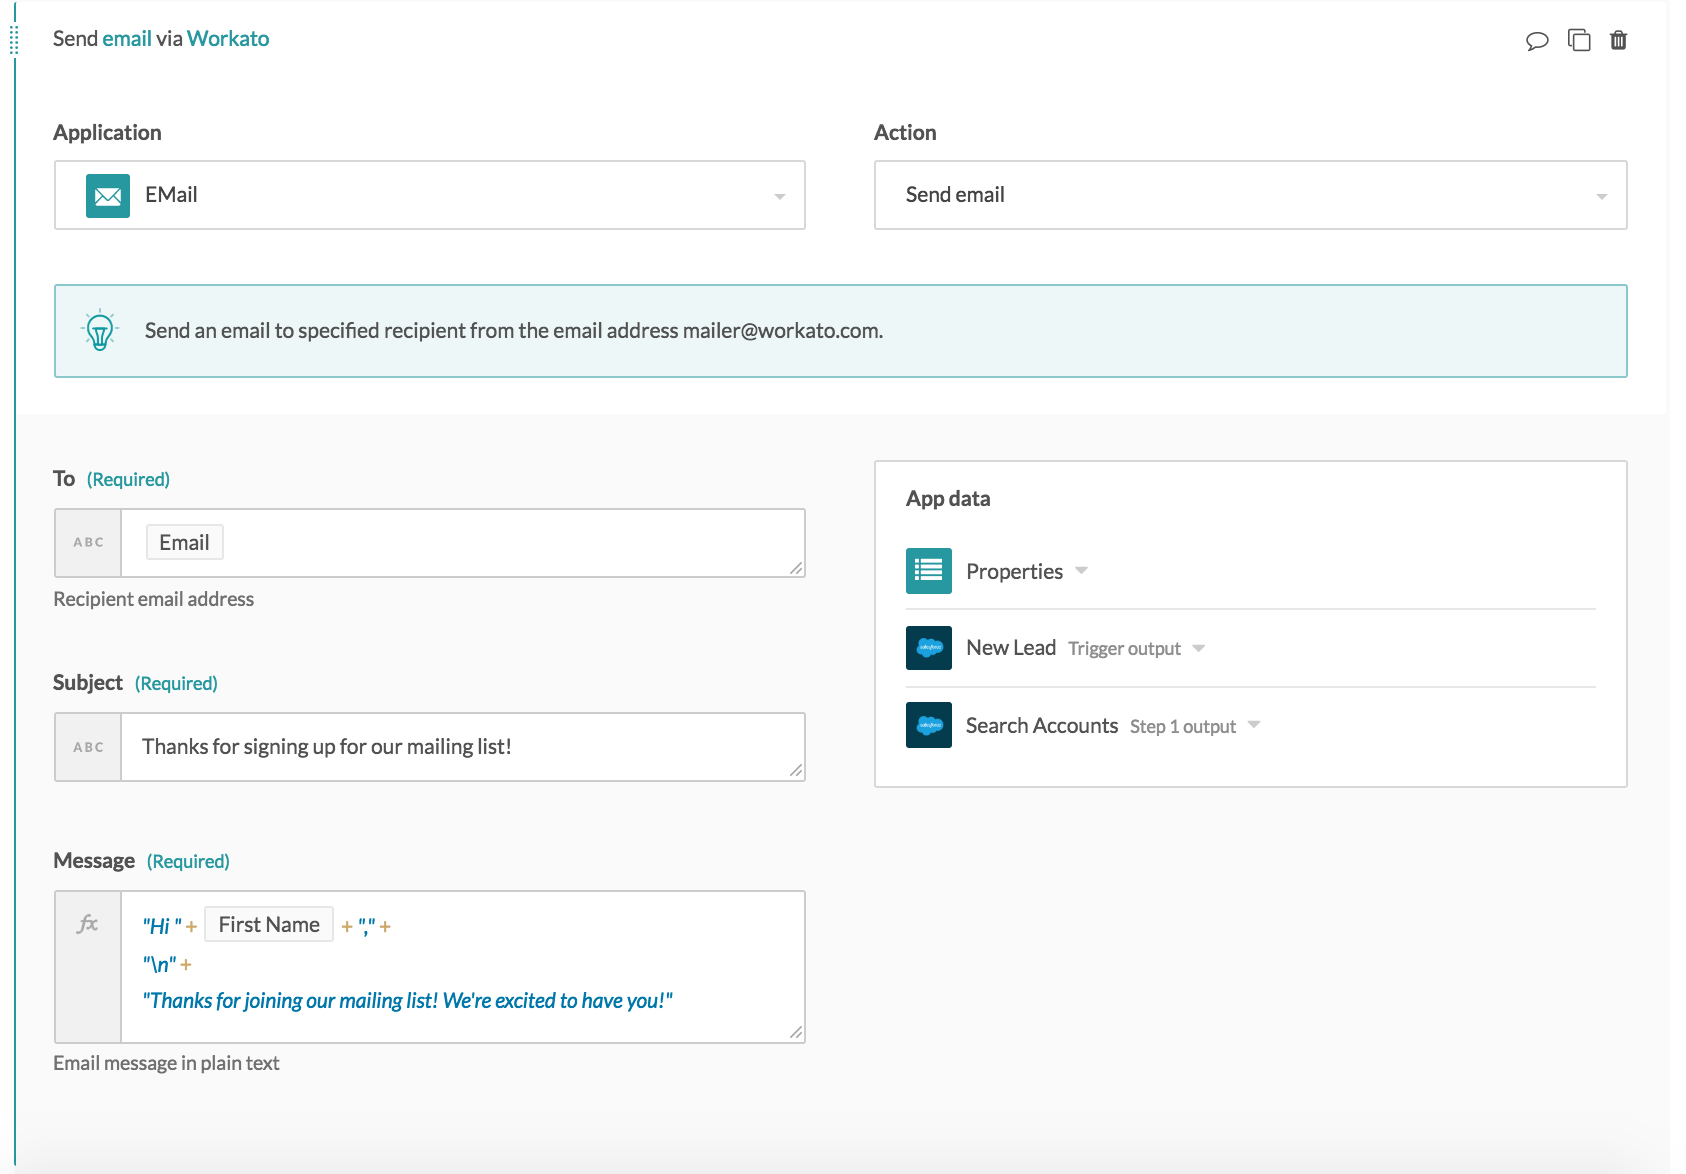 Send email via Workato
Application
EMail
Action
Send email
Send an email to specified recipient from the email address mailer@workato.com.
To (Required)
ABC
Email
Recipient email address
Subject (Required)
ABC
Thanks for signing up for our mailing list!
Message (Required)
fx
"Hi " + First Name + "," +
"\n" +
"Thanks for joining our mailing list! We're excited to have you!"
Email message in plain text
App data
Properties
salesforce
New Lead Trigger output
salesforce
Search Accounts Step 1 output